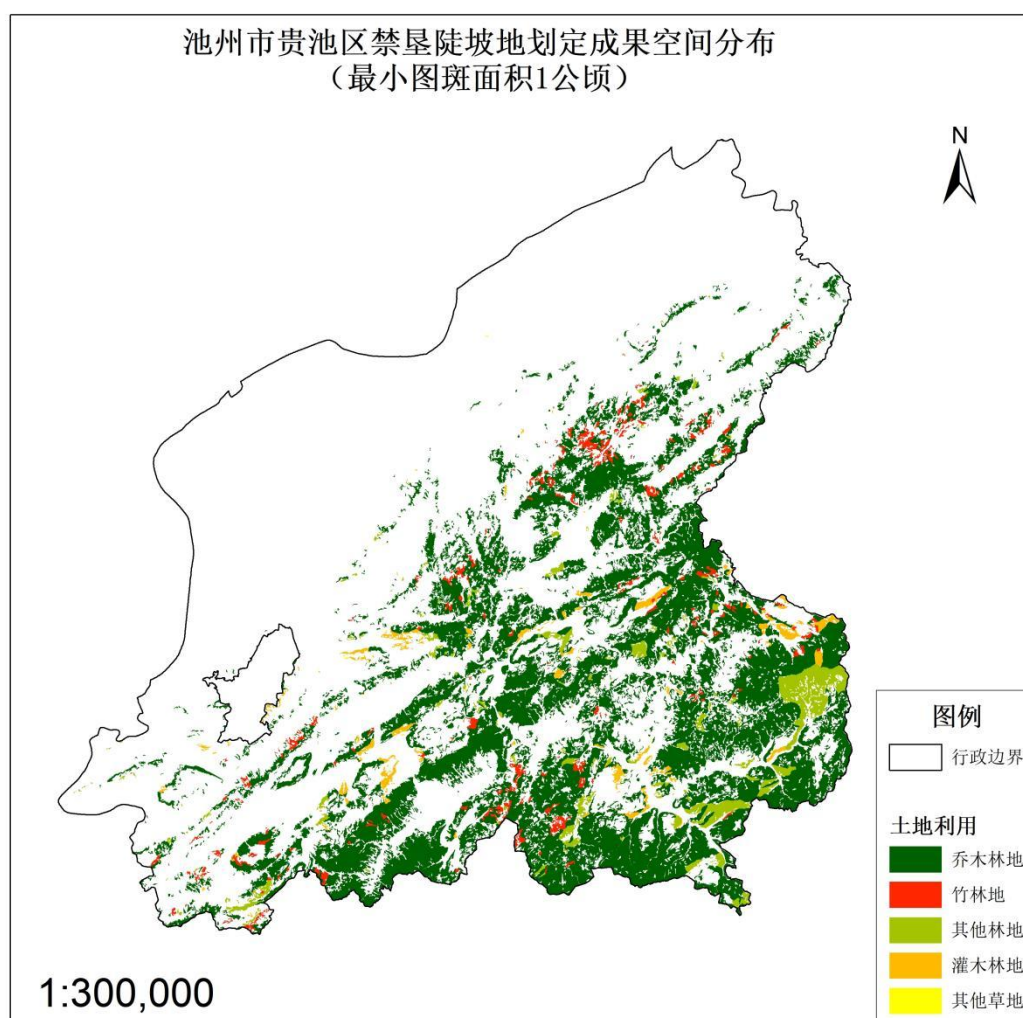 池州市贵池区禁垦陡坡地划定成果空间分布
（最小图斑面积1公顷）
N
图例
行政边界
土地利用
乔木林地
竹林地
其他林地
灌木林地
其他草地
1:300,000